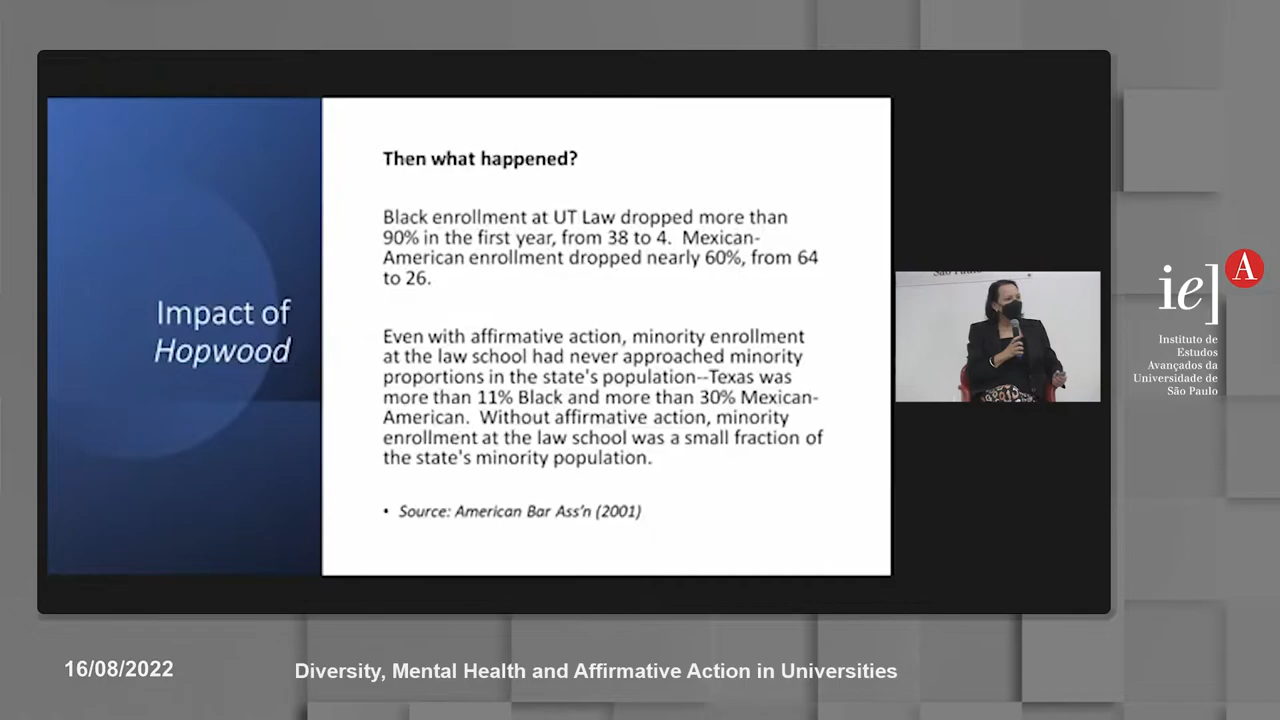 Impact of
Hopwood
Then what happened?
Black enrollment at UT Law dropped more than
90% in the first year, from 38 to 4. Mexican-
American enrollment dropped nearly 60%, from 64
to 26.
Even with affirmative action, minority enrollment
at the law school had never approached minority
proportions in the state's population--Texas was
more than 11% Black and more than 30% Mexican-
American. Without affirmative action, minority
enrollment at the law school was a small fraction of
the state's minority population.
• Source: American Bar Ass'n (2001)
São Paulo
iea
A
Instituto de
Estudos
Avançados da
Universidade de
São Paulo
16/08/2022
Diversity, Mental Health and Affirmative Action in Universities